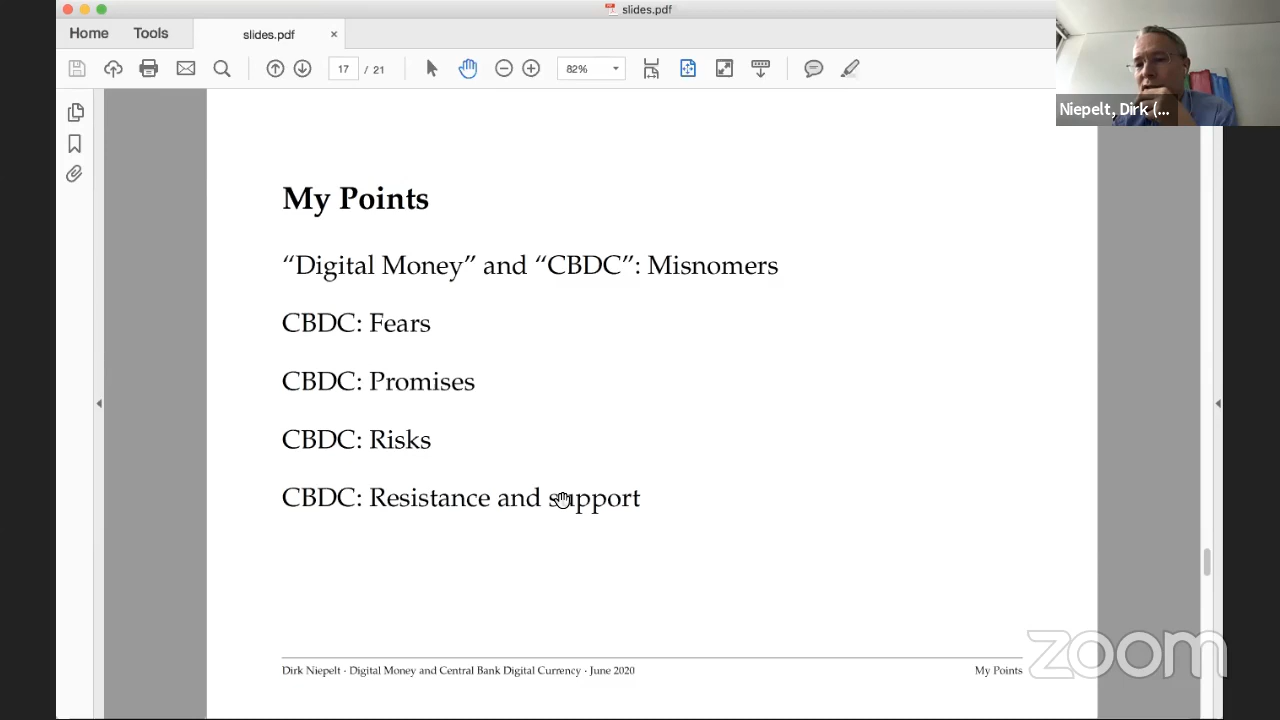 slides.pdf
Home
Tools
slides.pdf
×
17 / 21
82%
Niepelt, Dirk (...
My Points
“Digital Money” and “CBDC”: Misnomers
CBDC: Fears
CBDC: Promises
CBDC: Risks
CBDC: Resistance and support
Dirk Niepelt · Digital Money and Central Bank Digital Currency · June 2020
My Points
zoom